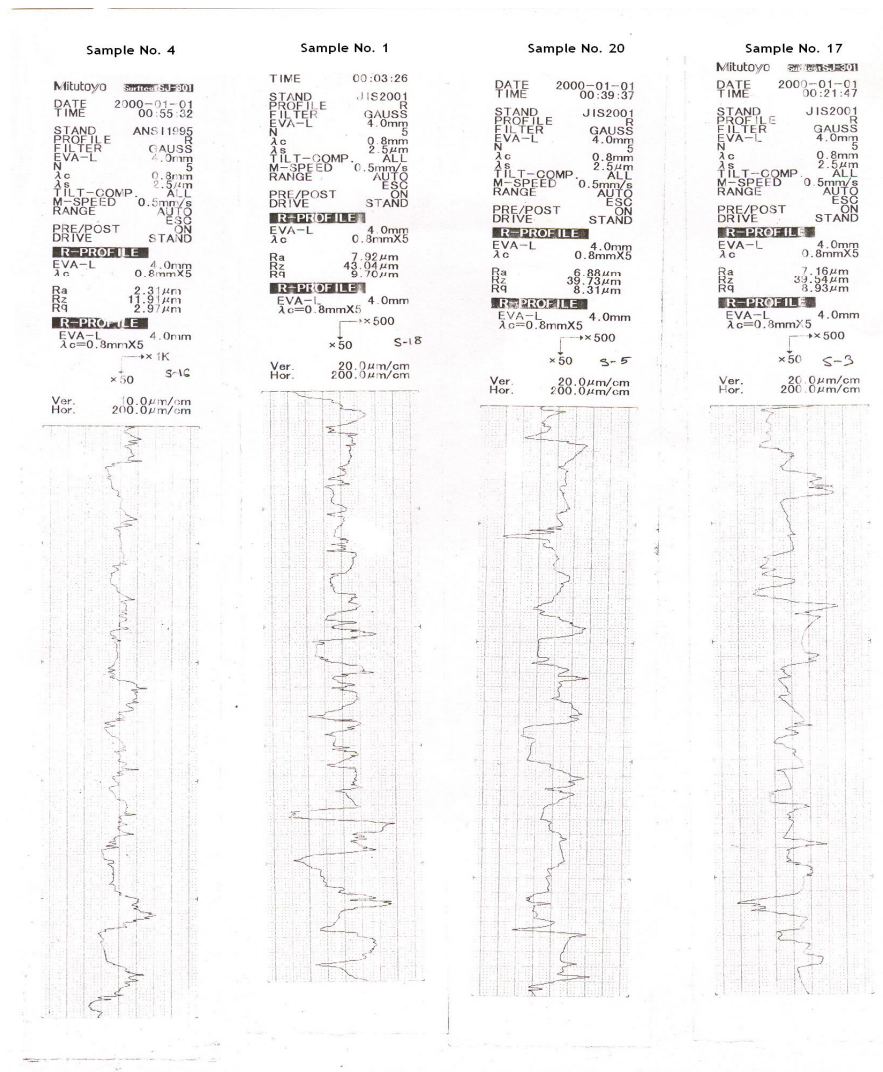 Sample No. 4
Mitutoyo SurftestSJ-301
DATE 2000-01-01
TIME 00:55:32
STAND ANSI1995
PROFILE R
FILTER GAUSS
EVA-L 4.0mm
N 5
λc 0.8mm
λs 2.5μm
TILT-COMP. ALL
M-SPEED 0.5mm/s
RANGE AUTO
ESC
PRE/POST ON
DRIVE STAND
R-PROFILE
EVA-L 4.0mm
λc 0.8mmX5
Ra 2.31μm
Rz 11.91μm
Rq 2.97μm
R-PROFILE
EVA-L 4.0mm
λc=0.8mmX5
×1K
×50 S-16
Ver. 10.0μm/cm
Hor. 200.0μm/cm
Sample No. 1
TIME 00:03:26
STAND JIS2001
PROFILE R
FILTER GAUSS
EVA-L 4.0mm
N 5
λc 0.8mm
λs 2.5μm
TILT-COMP. ALL
M-SPEED 0.5mm/s
RANGE AUTO
ESC
PRE/POST ON
DRIVE STAND
R-PROFILE
EVA-L 4.0mm
λc 0.8mmX5
Ra 7.92μm
Rz 43.04μm
Rq 9.70μm
R-PROFILE
EVA-L 4.0mm
λc=0.8mmX5
×500
×50 S-18
Ver. 20.0μm/cm
Hor. 200.0μm/cm
Sample No. 20
DATE 2000-01-01
TIME 00:39:37
STAND JIS2001
PROFILE R
FILTER GAUSS
EVA-L 4.0mm
N 5
λc 0.8mm
λs 2.5μm
TILT-COMP. ALL
M-SPEED 0.5mm/s
RANGE AUTO
ESC
PRE/POST ON
DRIVE STAND
R-PROFILE
EVA-L 4.0mm
λc 0.8mmX5
Ra 6.88μm
Rz 39.73μm
Rq 8.31μm
R-PROFILE
EVA-L 4.0mm
λc=0.8mmX5
×500
×50 S-5
Ver. 20.0μm/cm
Hor. 200.0μm/cm
Sample No. 17
Mitutoyo SurftestSJ-301
DATE 2000-01-01
TIME 00:21:47
STAND JIS2001
PROFILE R
FILTER GAUSS
EVA-L 4.0mm
N 5
λc 0.8mm
λs 2.5μm
TILT-COMP. ALL
M-SPEED 0.5mm/s
RANGE AUTO
ESC
PRE/POST ON
DRIVE STAND
R-PROFILE
EVA-L 4.0mm
λc 0.8mmX5
Ra 7.16μm
Rz 39.54μm
Rq 8.93μm
R-PROFILE
EVA-L 4.0mm
λc=0.8mmX5
×500
×50 S-3
Ver. 20.0μm/cm
Hor. 200.0μm/cm